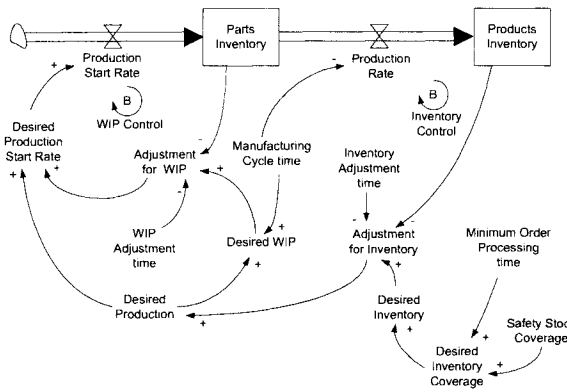 Parts
Inventory
Products
Inventory
Production
Start Rate
+
Production
Rate
-
B
WIP Control
B
Inventory
Control
Desired
Production
Start Rate
+
+
Adjustment
for WIP
-
+
-
Manufacturing
Cycle time
Inventory
Adjustment
time
WIP
Adjustment
time
Desired WIP
+
+
Adjustment
for Inventory
-
-
+
Minimum Order
Processing
time
Desired
Production
+
Desired
Inventory
+
Desired
Inventory
Coverage
+
+
Safety Stoc
Coverage